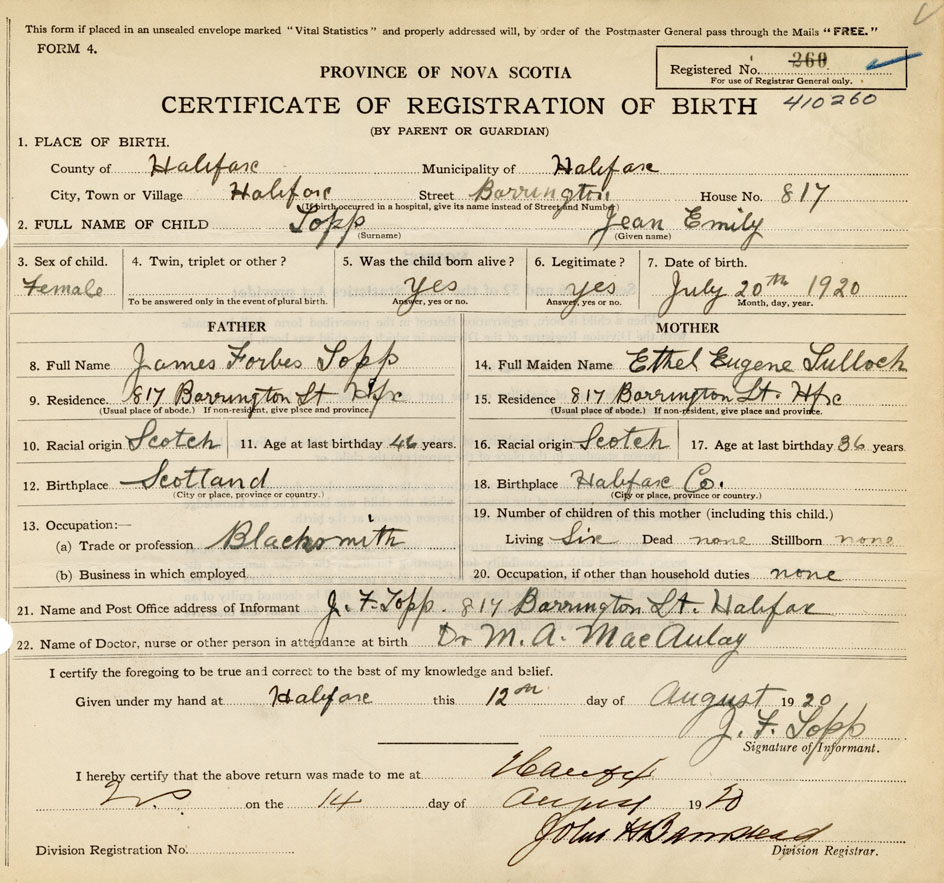 This form if placed in an unsealed envelope marked "Vital Statistics" and properly addressed will, by order of the Postmaster General pass through the Mails "FREE."
FORM 4.
PROVINCE OF NOVA SCOTIA
Registered No. 260
For use of Registrar General only.
CERTIFICATE OF REGISTRATION OF BIRTH 410260
(BY PARENT OR GUARDIAN)
1. PLACE OF BIRTH.
County of Halifax Municipality of Halifax
City, Town or Village Halifax Street Barrington House No. 817
(If birth occurred in a hospital, give its name instead of Street and Number)
2. FULL NAME OF CHILD Topp Jean Emily
(Surname) (Given name)
3. Sex of child. 4. Twin, triplet or other? 5. Was the child born alive? 6. Legitimate? 7. Date of birth.
Female yes yes July 20th 1920
To be answered only in the event of plural birth. Answer, yes or no. Answer, yes or no. Month, day, year.
FATHER MOTHER
8. Full Name James Forbes Topp 14. Full Maiden Name Ethel Eugene Tulloch
9. Residence. 817 Barrington St Hfx 15. Residence 817 Barrington St. Hfx
(Usual place of abode.) If non-resident, give place and province. (Usual place of abode.) If non-resident, give place and province.
10. Racial origin Scotch 11. Age at last birthday 46 years. 16. Racial origin Scotch 17. Age at last birthday 36 years
12. Birthplace Scotland 18. Birthplace Halifax Co.
(City or place, province or country.) (City or place, province or country.)
13. Occupation:— 19. Number of children of this mother (including this child.)
(a) Trade or profession Blacksmith Living Six Dead none Stillborn none
(b) Business in which employed 20. Occupation, if other than household duties none
21. Name and Post Office address of Informant J. F. Topp. 817 Barrington St. Halifax
22. Name of Doctor, nurse or other person in attendance at birth Dr M. A. MacAulay
I certify the foregoing to be true and correct to the best of my knowledge and belief.
Given under my hand at Halifax this 12th day of August 1920
J. F. Topp
Signature of Informant.
I hereby certify that the above return was made to me at Halifax
on the 14 day of August 1920
John H Barnstead
Division Registration No. Division Registrar.